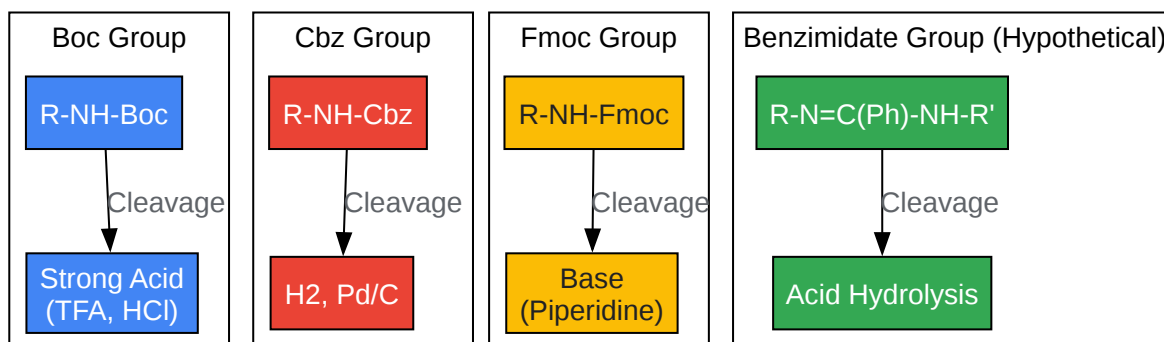 Boc Group
R-NH-Boc
Cleavage
Strong Acid
(TFA, HCl)
Cbz Group
R-NH-Cbz
Cleavage
H2, Pd/C
Fmoc Group
R-NH-Fmoc
Cleavage
Base
(Piperidine)
Benzimidate Group (Hypothetical)
R-N=C(Ph)-NH-R'
Cleavage
Acid Hydrolysis